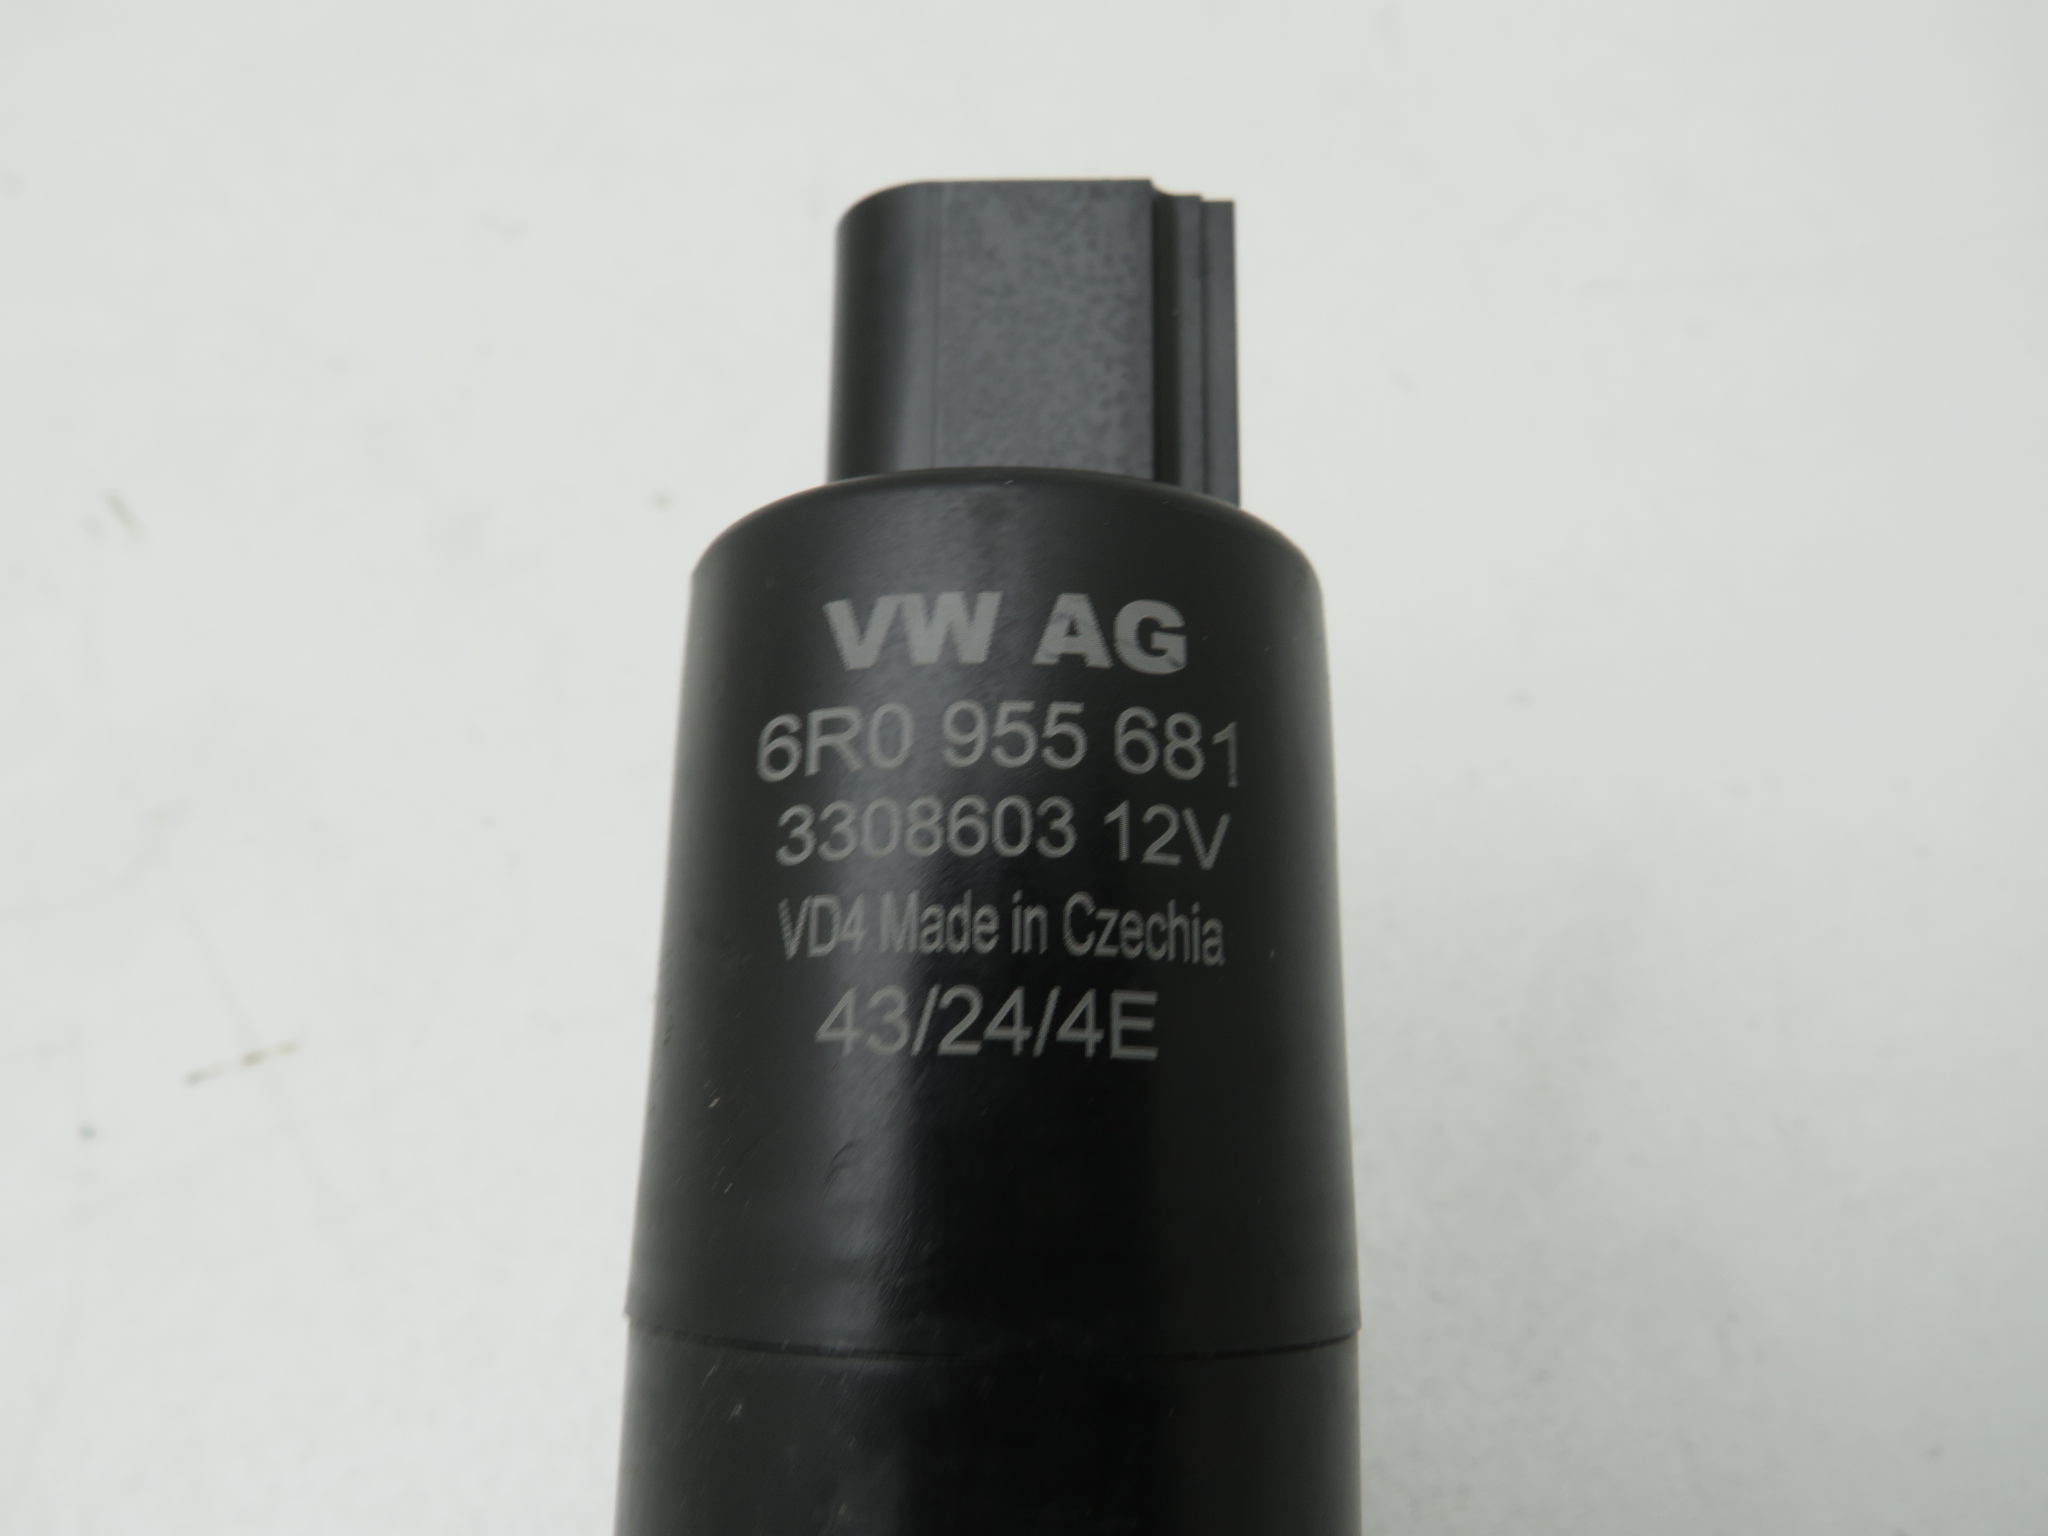 VW AG
6R0 955 681
3308603 12V
VD4 Made in Czechia
43/24/4E